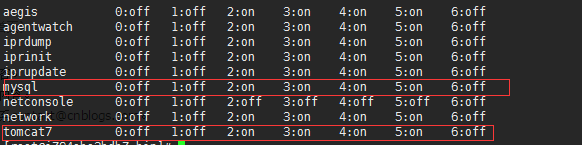 aegis 0:off 1:off 2:on 3:on 4:on 5:on 6:off
agentwatch 0:off 1:off 2:on 3:on 4:on 5:on 6:off
iprdump 0:off 1:off 2:on 3:on 4:on 5:on 6:off
iprinit 0:off 1:off 2:on 3:on 4:on 5:on 6:off
iprupdate 0:off 1:off 2:on 3:on 4:on 5:on 6:off
mysql 0:off 1:off 2:on 3:on 4:on 5:on 6:off
netconsole 0:off 1:off 2:off 3:off 4:off 5:off 6:off
network 0:off 1:off 2:on 3:on 4:on 5:on 6:off
tomcat7 0:off 1:off 2:on 3:on 4:on 5:on 6:off